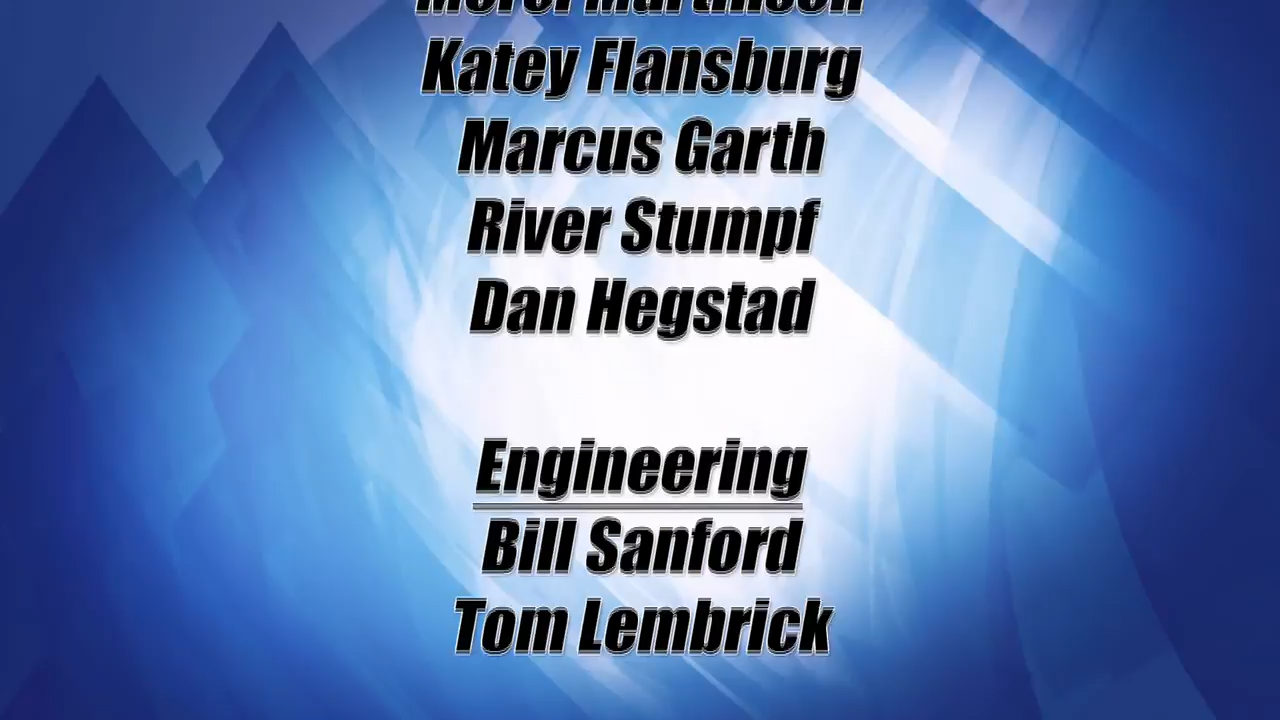 Katey Flansburg
Marcus Garth
River Stumpf
Dan Hegstad
Engineering
Bill Sanford
Tom Lembrick